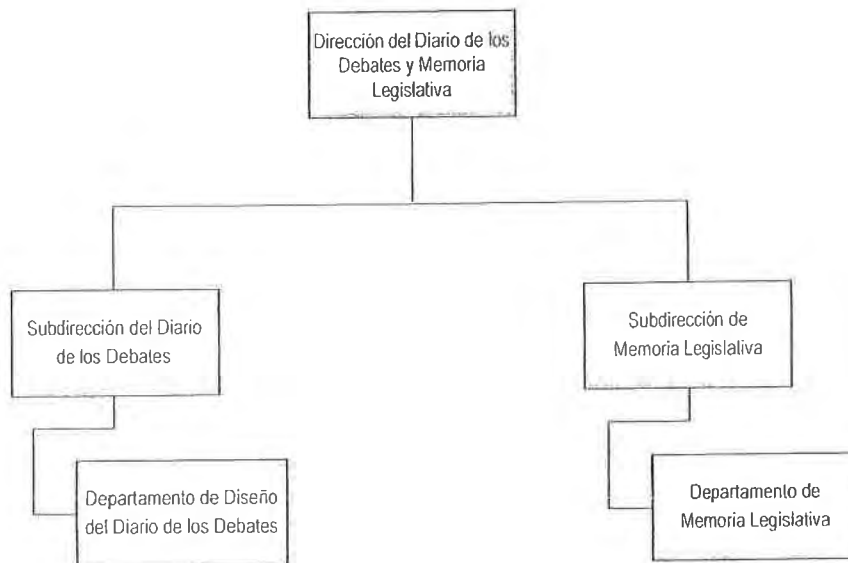 Dirección del Diario de los
Debates y Memoria
Legislativa
Subdirección del Diario
de los Debates
Subdirección de
Memoria Legislativa
Departamento de Diseño
del Diario de los Debates
Departamento de
Memoria Legislativa